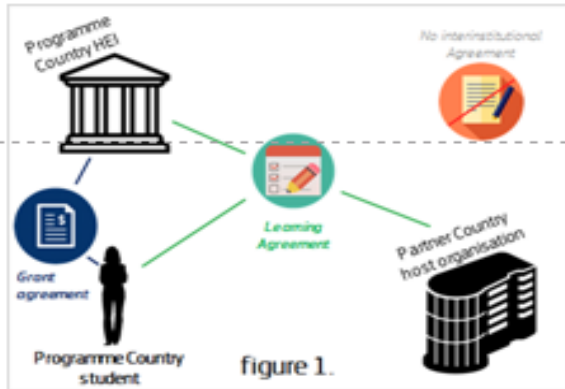 Programme
Country HEI
No interinstitutional
Agreement
$
Learning
Agreement
Partner Country
host organisation
Grant
agreement
Programme Country
student
figure 1.